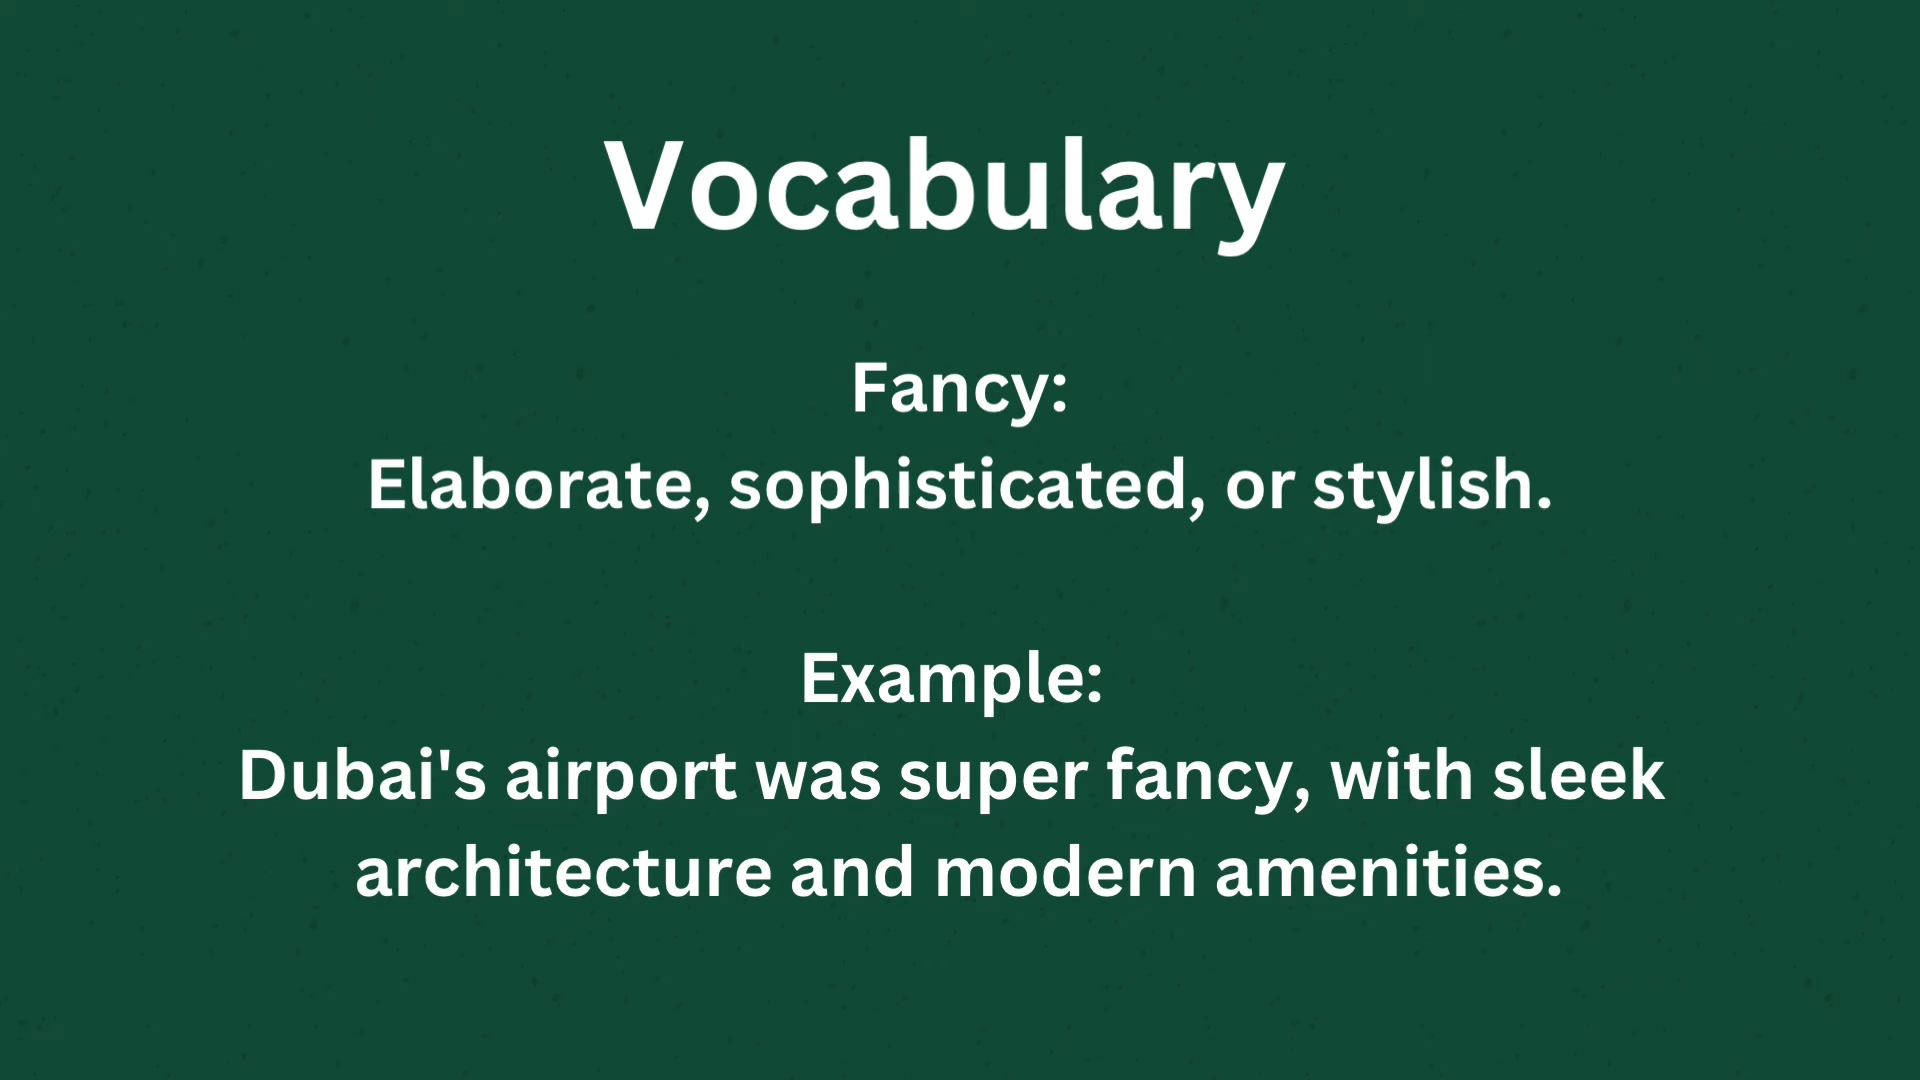 Vocabulary
Fancy:
Elaborate, sophisticated, or stylish.
Example:
Dubai's airport was super fancy, with sleek
architecture and modern amenities.